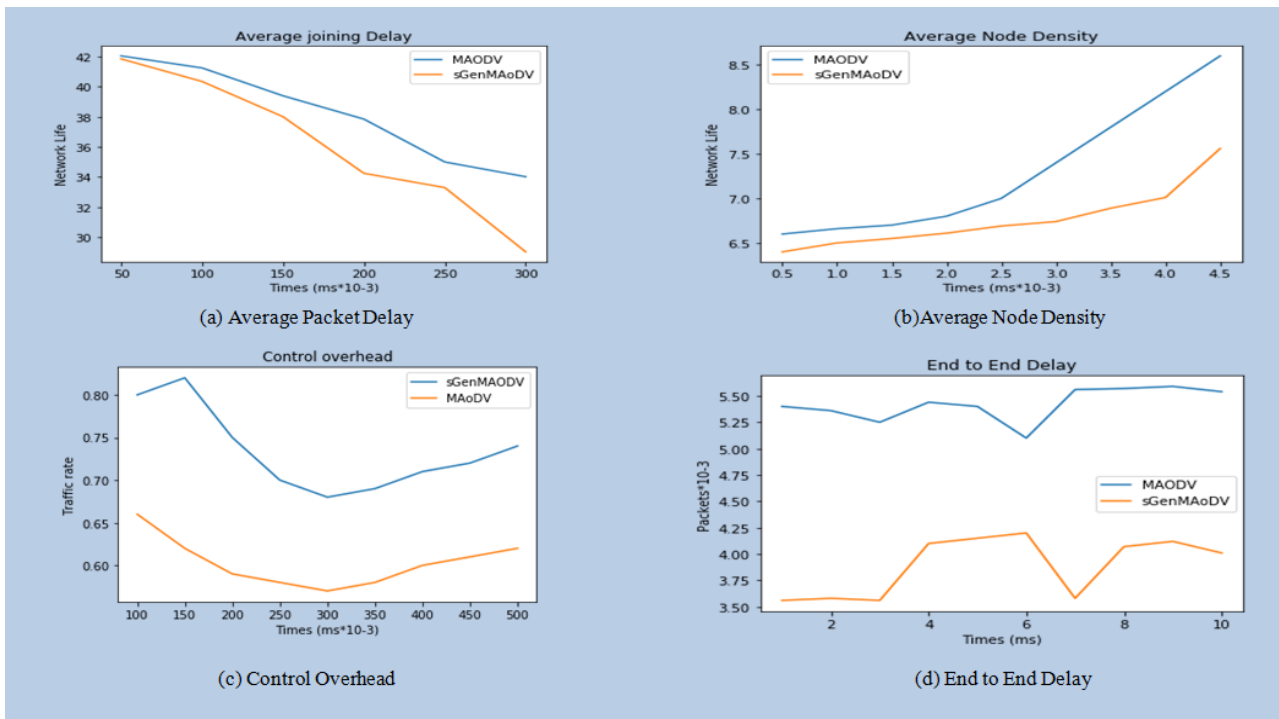 Average joining Delay
MAODV
sGenMAoDV
42
40
38
36
34
32
30
Network Life
50 100 150 200 250 300
Times (ms*10-3)
(a) Average Packet Delay
Average Node Density
MAODV
sGenMAoDV
8.5
8.0
7.5
7.0
6.5
Network Life
0.5 1.0 1.5 2.0 2.5 3.0 3.5 4.0 4.5
Times (ms*10-3)
(b)Average Node Density
Control overhead
sGenMAODV
MAoDV
0.80
0.75
0.70
0.65
0.60
Traffic rate
100 150 200 250 300 350 400 450 500
Times (ms*10-3)
(c) Control Overhead
End to End Delay
5.50
5.25
5.00
4.75
4.50
4.25
4.00
3.75
3.50
Packets*10-3
MAODV
sGenMAoDV
2 4 6 8 10
Times (ms)
(d) End to End Delay